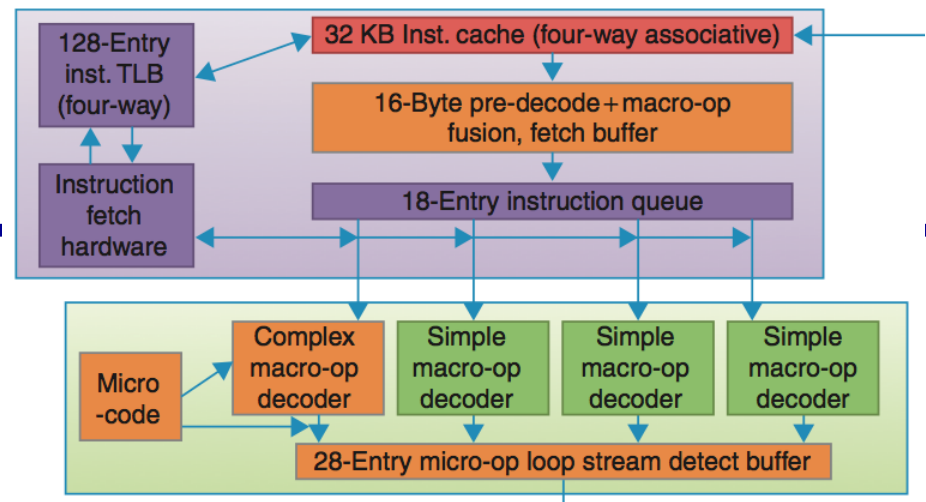 128-Entry
inst. TLB
(four-way)
32 KB Inst. cache (four-way associative)
16-Byte pre-decode+macro-op
fusion, fetch buffer
Instruction
fetch
hardware
18-Entry instruction queue
Micro
-code
Complex
macro-op
decoder
Simple
macro-op
decoder
Simple
macro-op
decoder
Simple
macro-op
decoder
28-Entry micro-op loop stream detect buffer